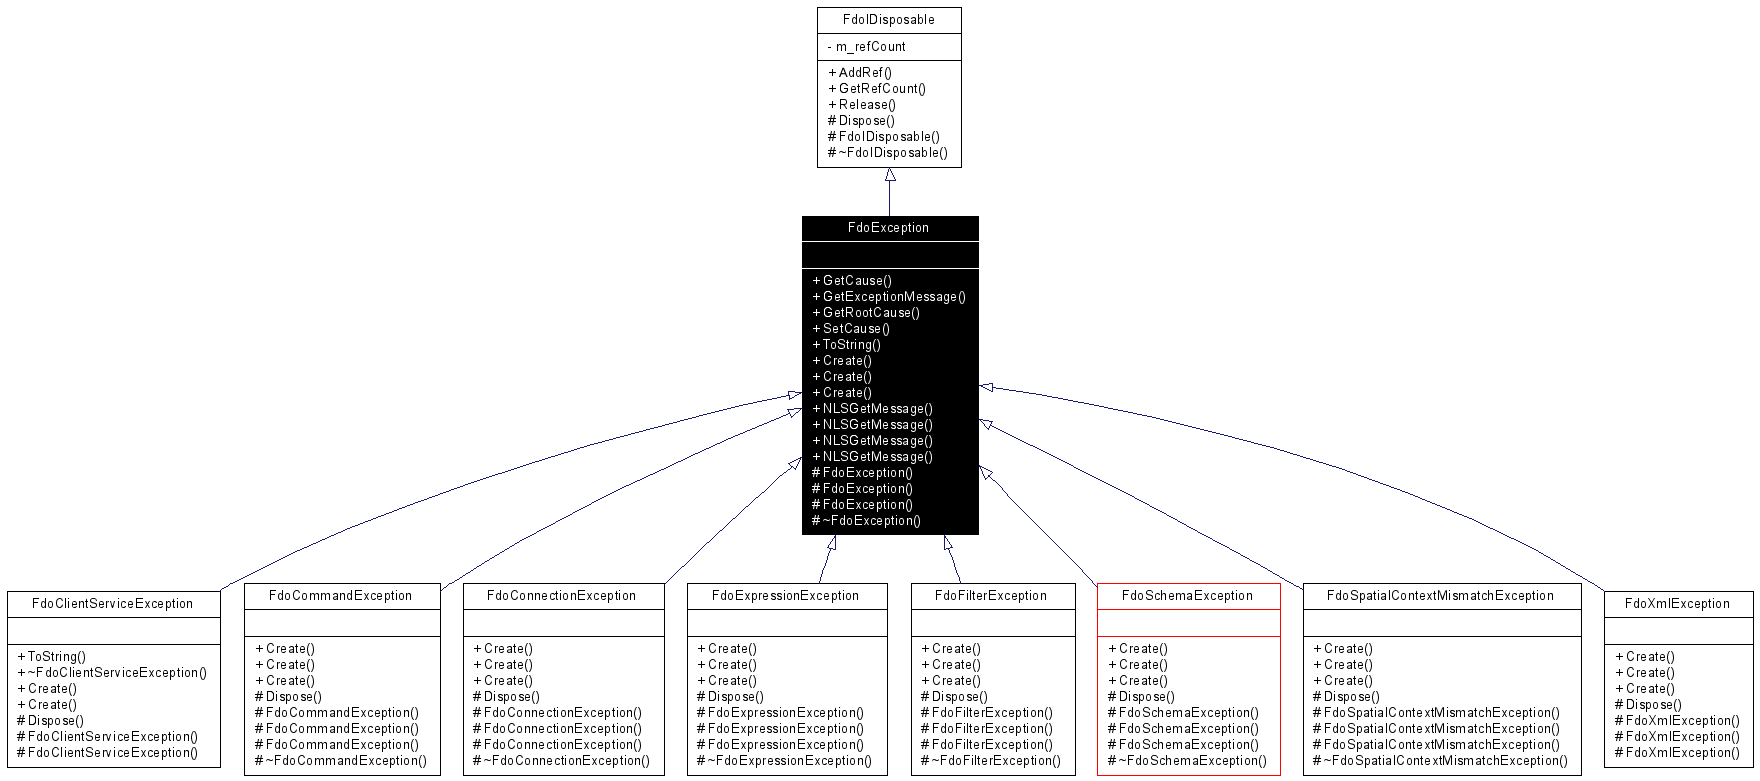 FdoIDisposable
- m_refCount
+ AddRef()
+ GetRefCount()
+ Release()
# Dispose()
# FdoIDisposable()
# ~FdoIDisposable()
FdoException
+ GetCause()
+ GetExceptionMessage()
+ GetRootCause()
+ SetCause()
+ ToString()
+ Create()
+ Create()
+ Create()
+ NLSGetMessage()
+ NLSGetMessage()
+ NLSGetMessage()
+ NLSGetMessage()
# FdoException()
# FdoException()
# FdoException()
# ~FdoException()
FdoClientServiceException
+ ToString()
+ ~FdoClientServiceException()
+ Create()
+ Create()
# Dispose()
# FdoClientServiceException()
# FdoClientServiceException()
FdoCommandException
+ Create()
+ Create()
+ Create()
# Dispose()
# FdoCommandException()
# FdoCommandException()
# FdoCommandException()
# ~FdoCommandException()
FdoConnectionException
+ Create()
+ Create()
+ Create()
# Dispose()
# FdoConnectionException()
# FdoConnectionException()
# FdoConnectionException()
# ~FdoConnectionException()
FdoExpressionException
+ Create()
+ Create()
+ Create()
# Dispose()
# FdoExpressionException()
# FdoExpressionException()
# FdoExpressionException()
# ~FdoExpressionException()
FdoFilterException
+ Create()
+ Create()
+ Create()
# Dispose()
# FdoFilterException()
# FdoFilterException()
# FdoFilterException()
# ~FdoFilterException()
FdoSchemaException
+ Create()
+ Create()
+ Create()
# Dispose()
# FdoSchemaException()
# FdoSchemaException()
# FdoSchemaException()
# ~FdoSchemaException()
FdoSpatialContextMismatchException
+ Create()
+ Create()
+ Create()
# Dispose()
# FdoSpatialContextMismatchException()
# FdoSpatialContextMismatchException()
# FdoSpatialContextMismatchException()
# ~FdoSpatialContextMismatchException()
FdoXmlException
+ Create()
+ Create()
+ Create()
# Dispose()
# FdoXmlException()
# FdoXmlException()
# FdoXmlException()